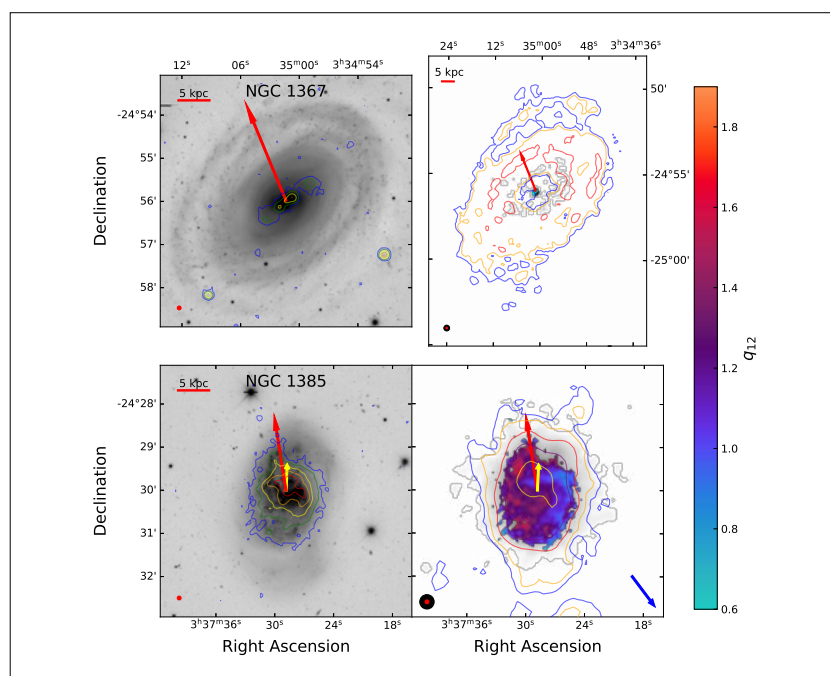 12ˢ 06ˢ 35ᵐ00ˢ 3ʰ34ᵐ54ˢ
24ˢ 12ˢ 35ᵐ00ˢ 48ˢ 3ʰ34ᵐ36ˢ
5 kpc
NGC 1367
5 kpc
-24°54'
55'
56'
57'
58'
Declination
50'
-24°55'
-25°00'
1.8
1.6
1.4
1.2
1.0
0.8
0.6
q₁₂
5 kpc
NGC 1385
-24°28'
29'
30'
31'
32'
Declination
3ʰ37ᵐ36ˢ 30ˢ 24ˢ 18ˢ
3ʰ37ᵐ36ˢ 30ˢ 24ˢ 18ˢ
Right Ascension
Right Ascension